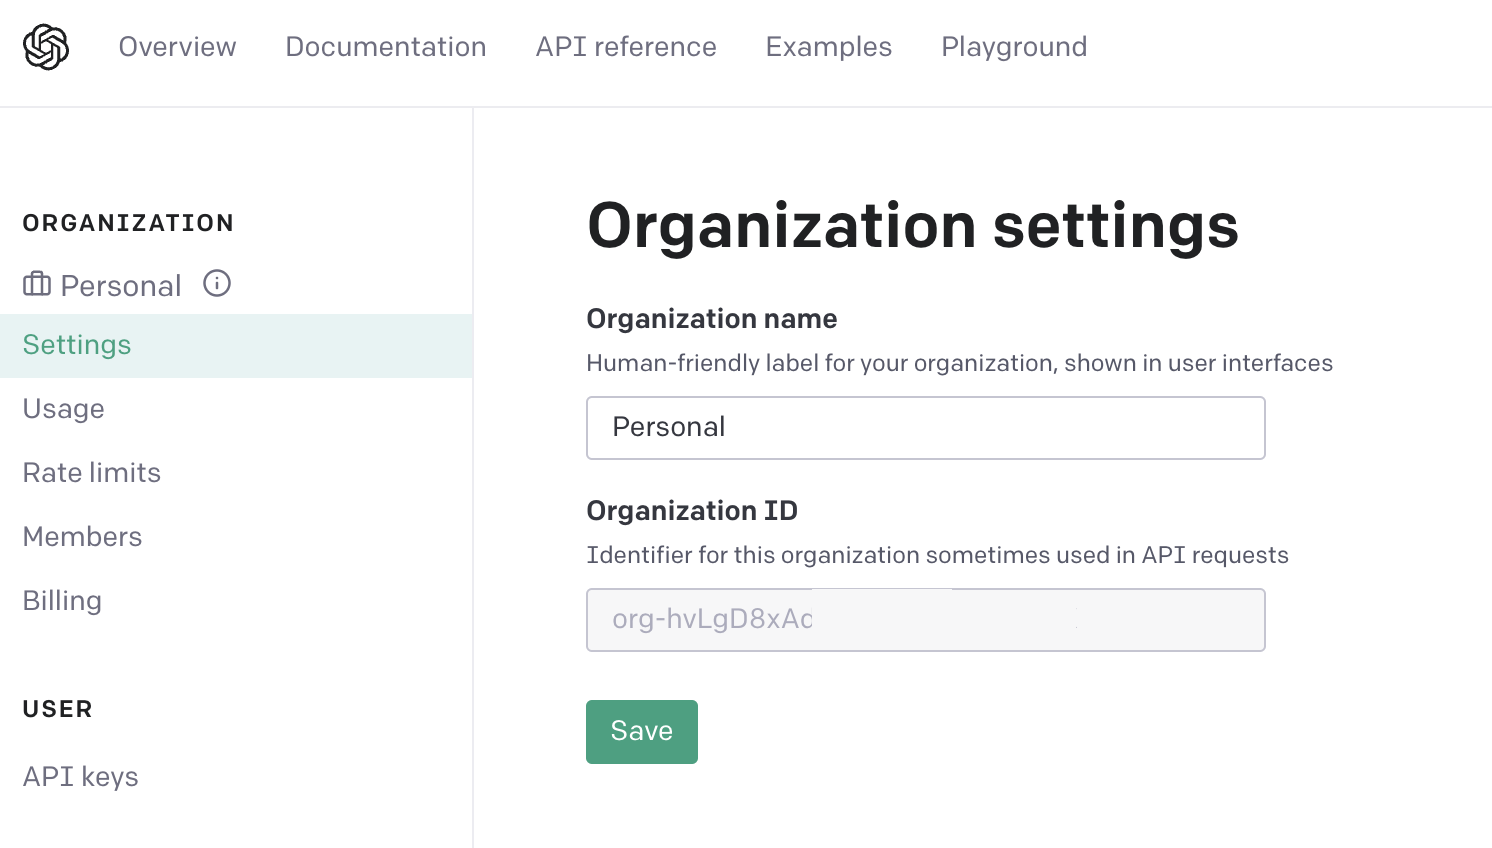 Overview Documentation API reference Examples Playground
ORGANIZATION
Personal
Settings
Usage
Rate limits
Members
Billing
USER
API keys
Organization settings
Organization name
Human-friendly label for your organization, shown in user interfaces
Personal
Organization ID
Identifier for this organization sometimes used in API requests
org-hvLgD8xA
Save